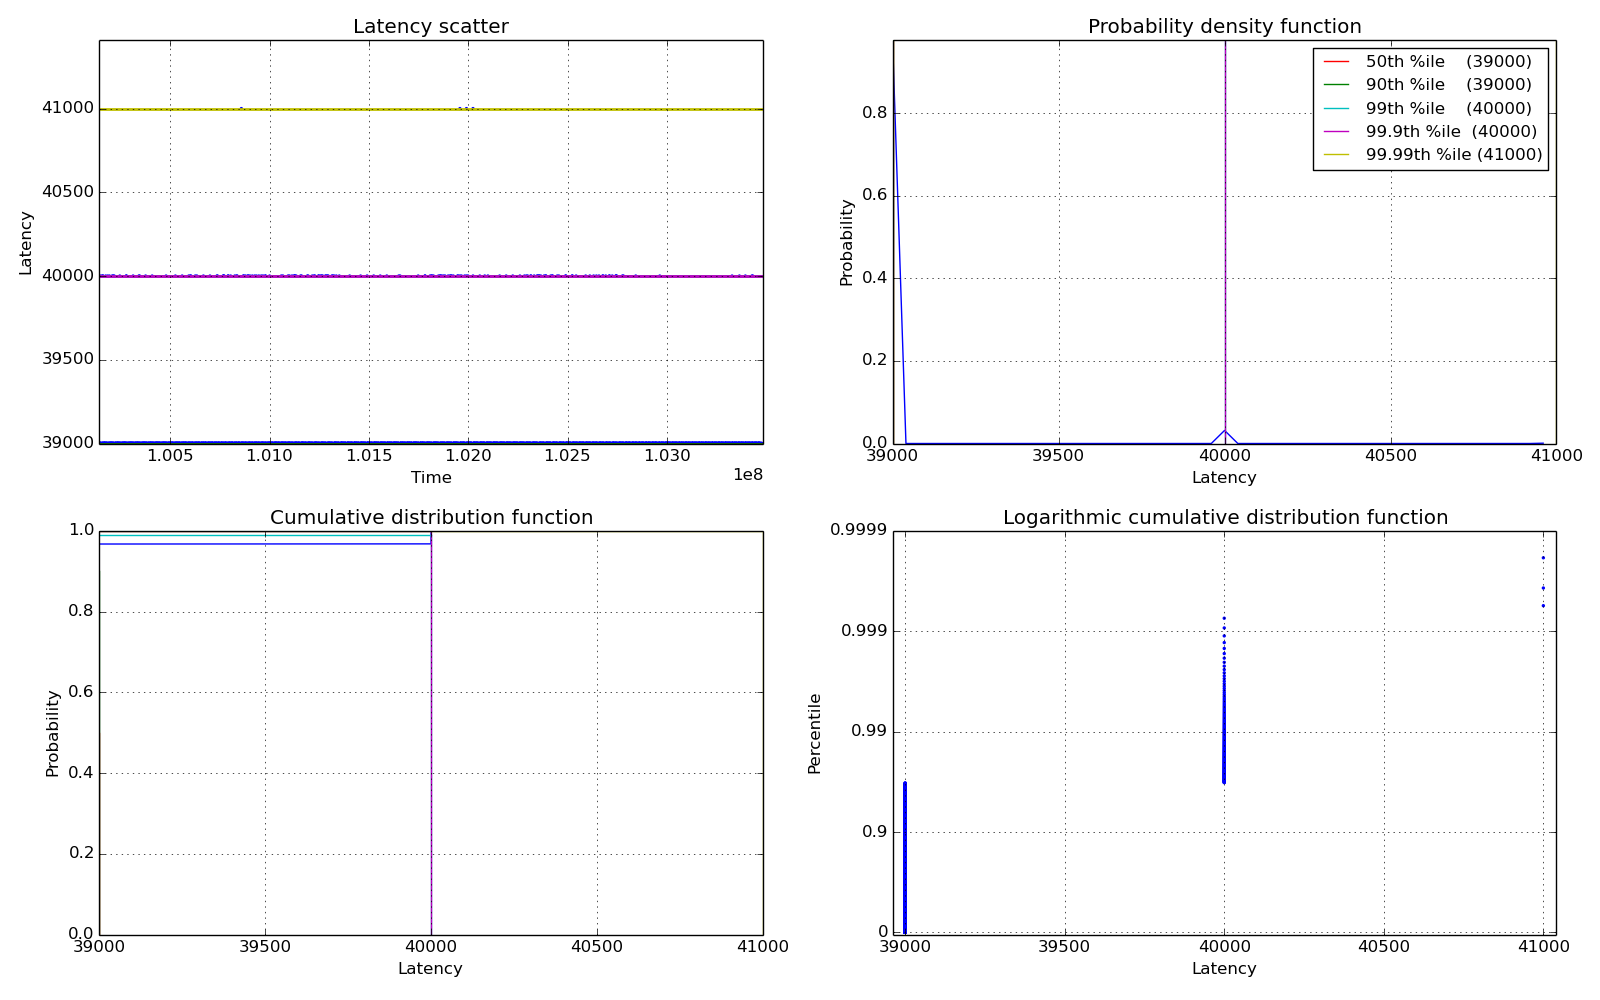 Latency scatter
41000
40500
40000
39500
39000
Latency
1.005 1.010 1.015 1.020 1.025 1.030
1e8
Time
Probability density function
50th %ile (39000)
90th %ile (39000)
99th %ile (40000)
99.9th %ile (40000)
99.99th %ile (41000)
0.8
0.6
0.4
0.2
0.0
Probability
39000 39500 40000 40500 41000
Latency
Cumulative distribution function
1.0
0.8
0.6
0.4
0.2
0.0
Probability
39000 39500 40000 40500 41000
Latency
Logarithmic cumulative distribution function
0.9999
0.999
0.99
0.9
0
Percentile
39000 39500 40000 40500 41000
Latency